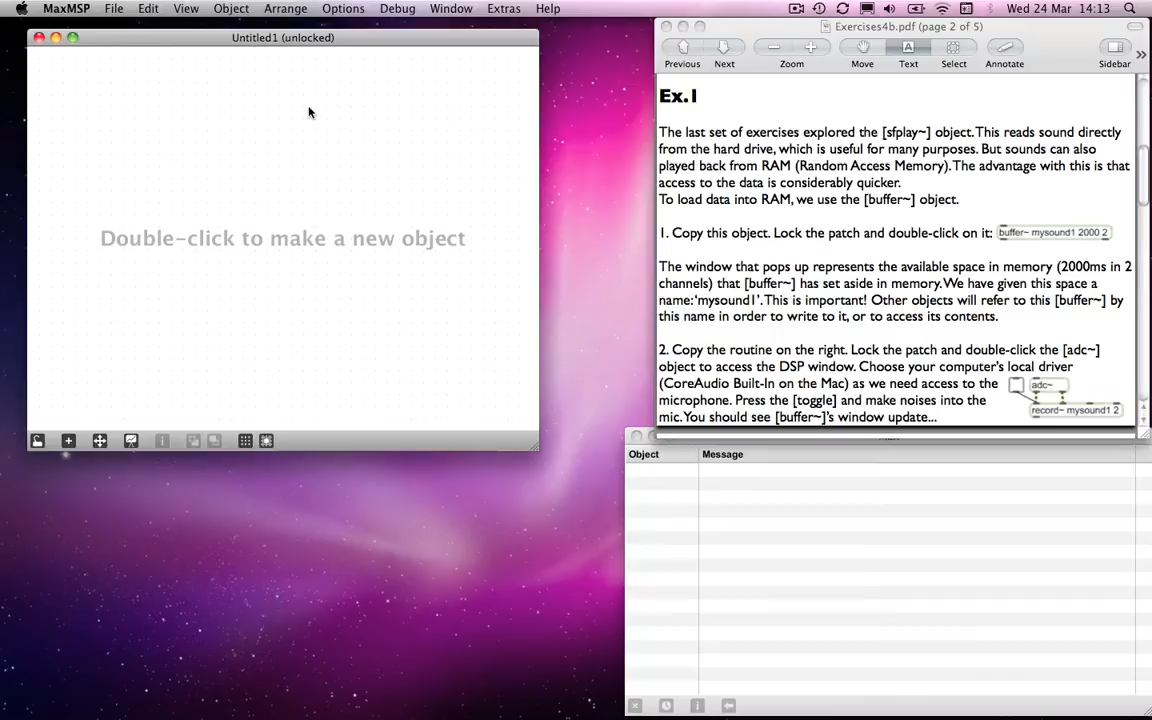 MaxMSP File Edit View Object Arrange Options Debug Window Extras Help Wed 24 Mar 14:13
Untitled1 (unlocked)
Double-click to make a new object
Exercises4b.pdf (page 2 of 5)
Previous Next Zoom Move Text Select Annotate Sidebar
Ex.1
The last set of exercises explored the [sfplay~] object. This reads sound directly
from the hard drive, which is useful for many purposes. But sounds can also
played back from RAM (Random Access Memory). The advantage with this is that
access to the data is considerably quicker.
To load data into RAM, we use the [buffer~] object.
1. Copy this object. Lock the patch and double-click on it: buffer~ mysound1 2000 2
The window that pops up represents the available space in memory (2000ms in 2
channels) that [buffer~] has set aside in memory. We have given this space a
name: 'mysound1'. This is important! Other objects will refer to this [buffer~] by
this name in order to write to it, or to access its contents.
2. Copy the routine on the right. Lock the patch and double-click the [adc~]
object to access the DSP window. Choose your computer's local driver
(CoreAudio Built-In on the Mac) as we need access to the
microphone. Press the [toggle] and make noises into the
mic. You should see [buffer~]'s window update...
adc~
record~ mysound1 2
Object Message